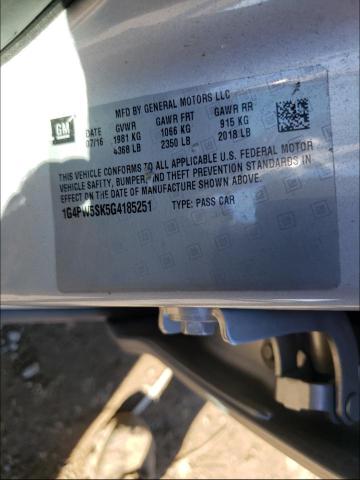 MFD BY GENERAL MOTORS LLC
GM DATE GVWR GAWR FRT GAWR RR
07/16 1981 KG 1066 KG 915 KG
4368 LB 2350 LB 2018 LB
THIS VEHICLE CONFORMS TO ALL APPLICABLE U.S. FEDERAL MOTOR
VEHICLE SAFETY, BUMPER, AND THEFT PREVENTION STANDARDS
IN EFFECT ON THE DATE OF MANUFACTURE SHOWN ABOVE.
1G4PW5SK5G4185251 TYPE: PASS CAR